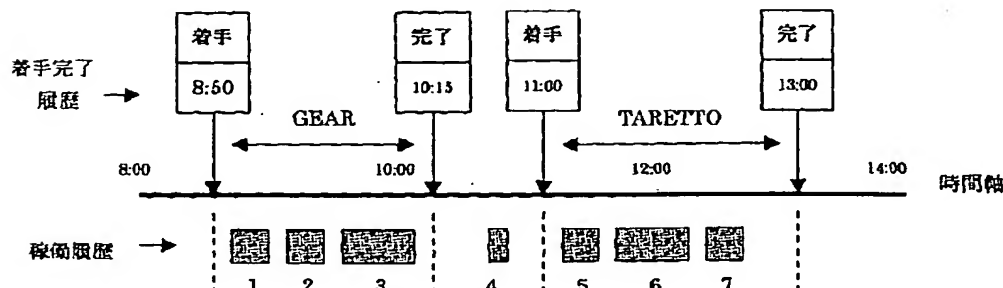 着手
完了
着手
完了
着手完了
履歴
8:50
10:15
11:00
13:00
GEAR
TARETTO
8:00
10:00
12:00
14:00
時間軸
稼働履歴
1 2 3 4 5 6 7